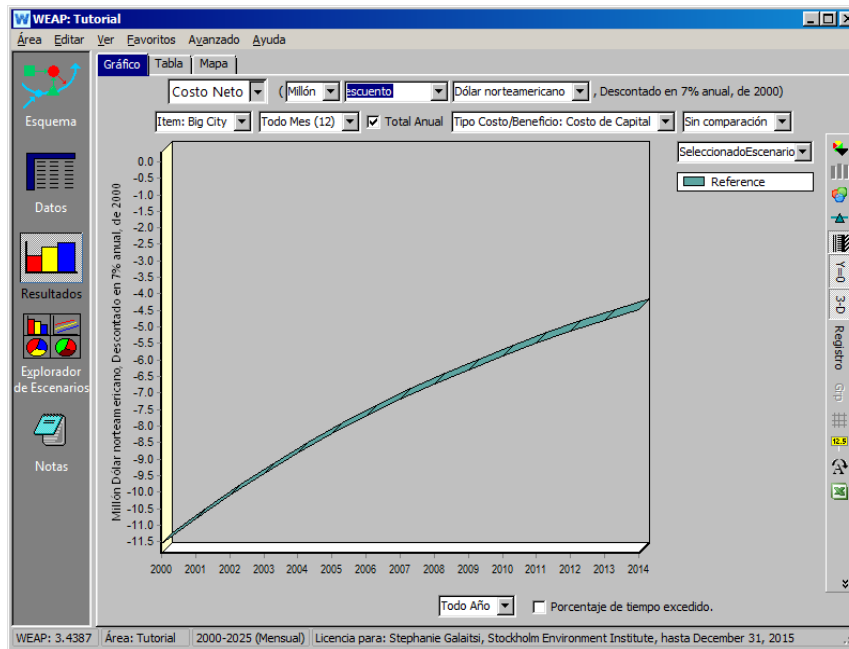 WEAP: Tutorial
Área Editar Ver Favoritos Avanzado Ayuda
Gráfico Tabla Mapa
Costo Neto ( Millón escuento Dólar norteamericano , Descontado en 7% anual, de 2000)
Item: Big City Todo Mes (12) Total Anual Tipo Costo/Beneficio: Costo de Capital Sin comparación
SeleccionadoEscenario
Reference
Esquema
Datos
Resultados
Explorador
de Escenarios
Notas
Millón Dólar norteamericano, Descontado en 7% anual, de 2000
0.0
-0.5
-1.0
-1.5
-2.0
-2.5
-3.0
-3.5
-4.0
-4.5
-5.0
-5.5
-6.0
-6.5
-7.0
-7.5
-8.0
-8.5
-9.0
-9.5
-10.0
-10.5
-11.0
-11.5
2000 2001 2002 2003 2004 2005 2006 2007 2008 2009 2010 2011 2012 2013 2014
Y=0
3-D
Registro
Grp
12.5
Todo Año Porcentaje de tiempo excedido.
WEAP: 3.4387 Área: Tutorial 2000-2025 (Mensual) Licencia para: Stephanie Galaitsi, Stockholm Environment Institute, hasta December 31, 2015